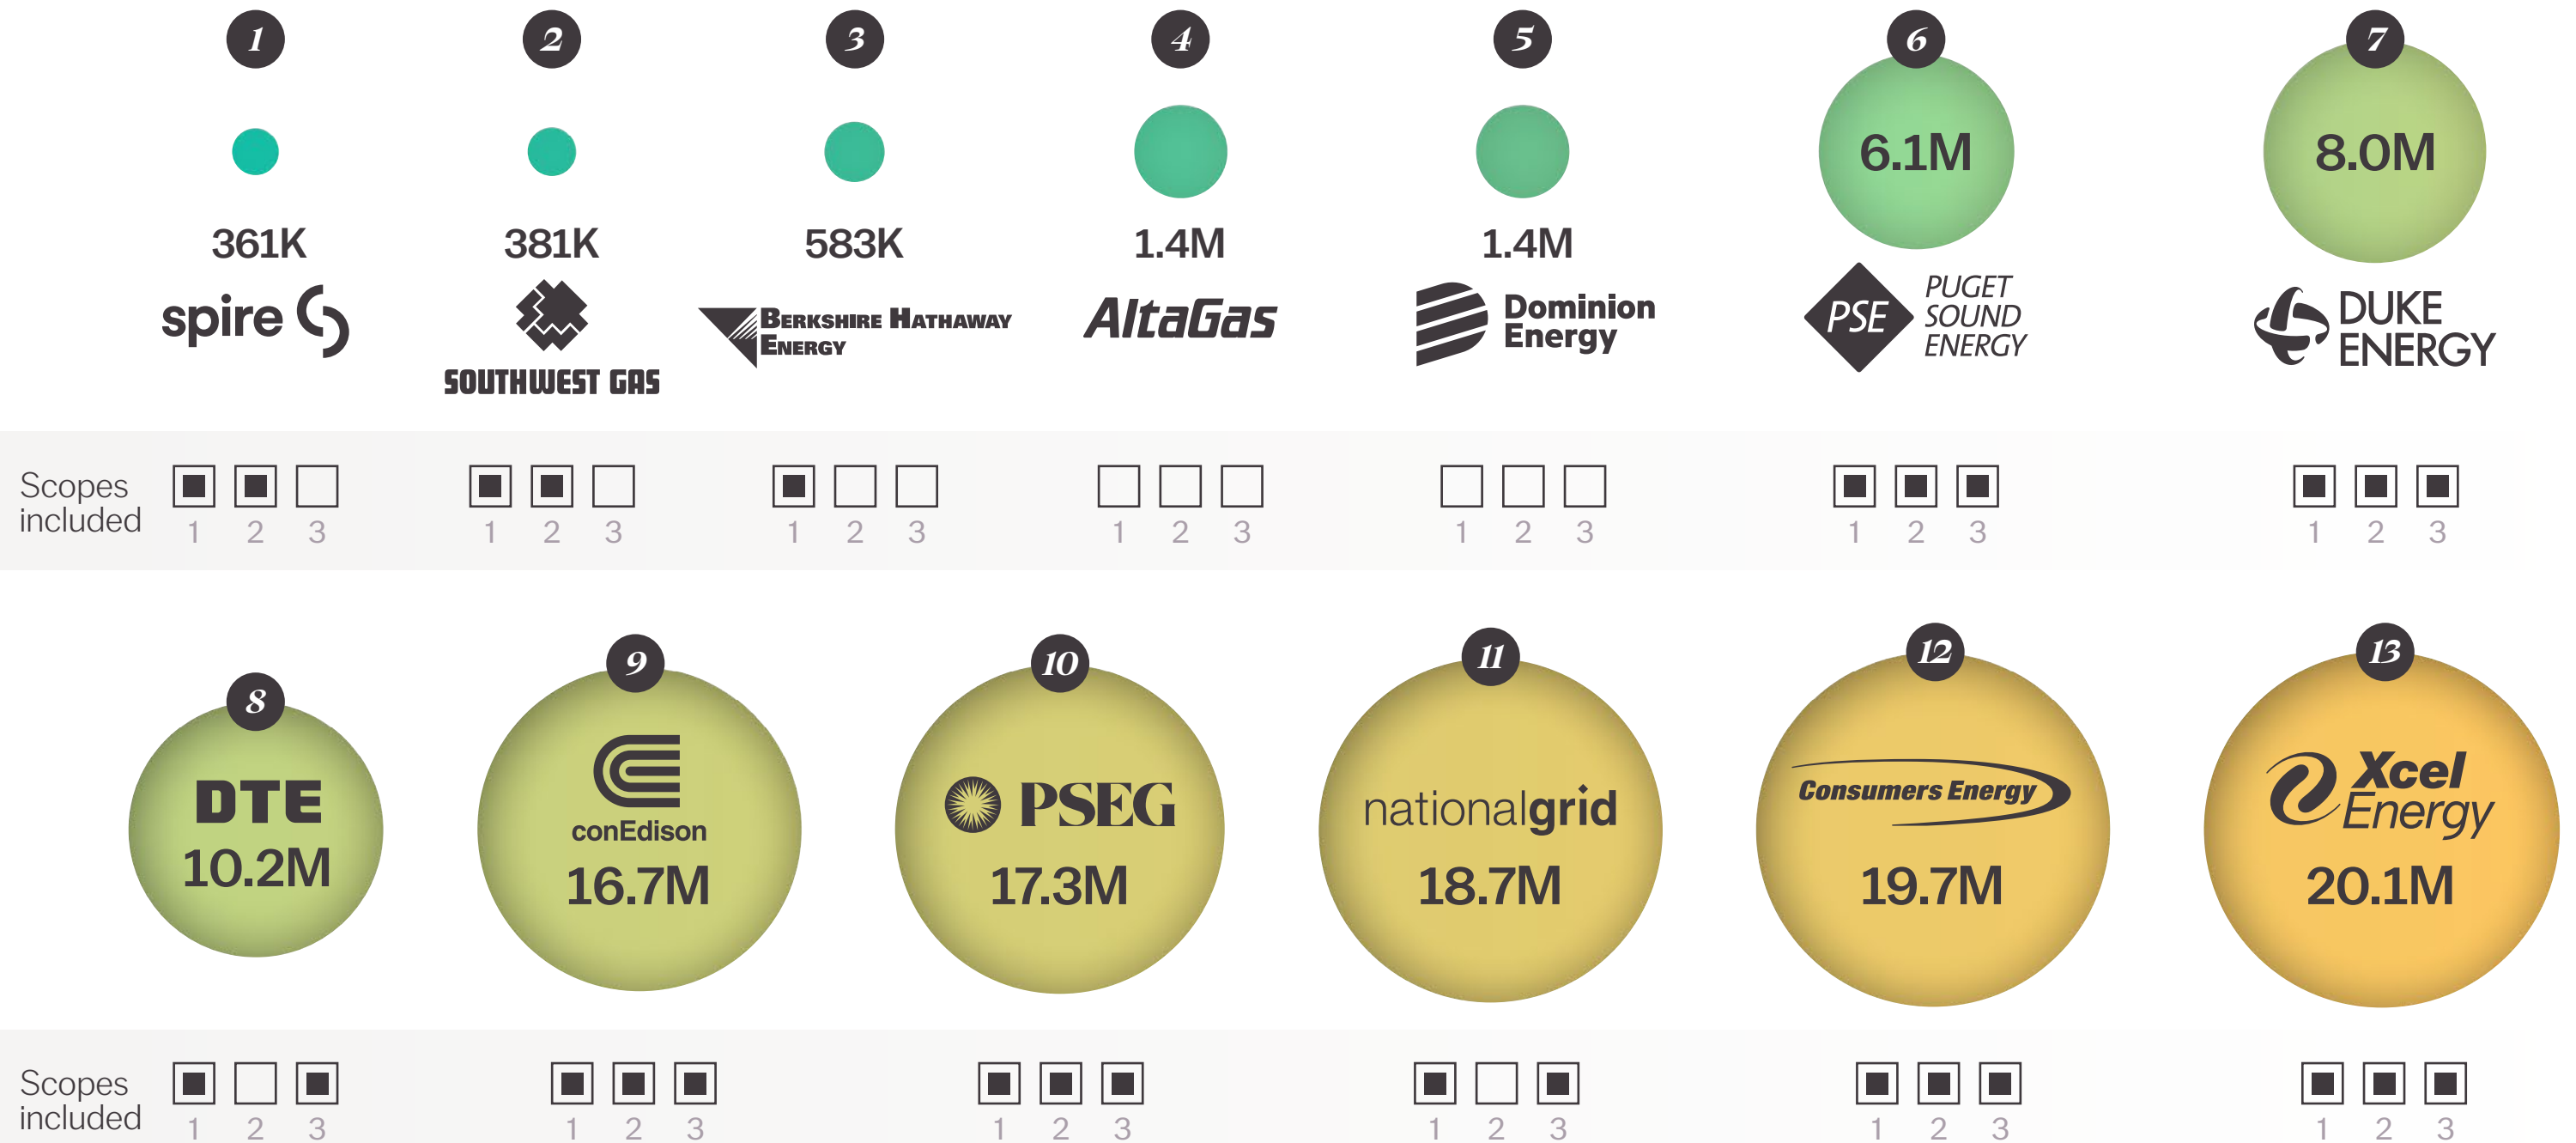 1 2 3 4 5 6 7
6.1M 8.0M
361K 381K 583K 1.4M 1.4M
spire
SOUTHWEST GAS
BERKSHIRE HATHAWAY
ENERGY
AltaGas
Dominion
Energy
PSE
PUGET
SOUND
ENERGY
DUKE
ENERGY
Scopes
included
1 2 3 1 2 3 1 2 3 1 2 3 1 2 3 1 2 3 1 2 3
8 9 10 11 12 13
DTE
10.2M
conEdison
16.7M
PSEG
17.3M
nationalgrid
18.7M
Consumers Energy
19.7M
Xcel
Energy
20.1M
Scopes
included
1 2 3 1 2 3 1 2 3 1 2 3 1 2 3 1 2 3